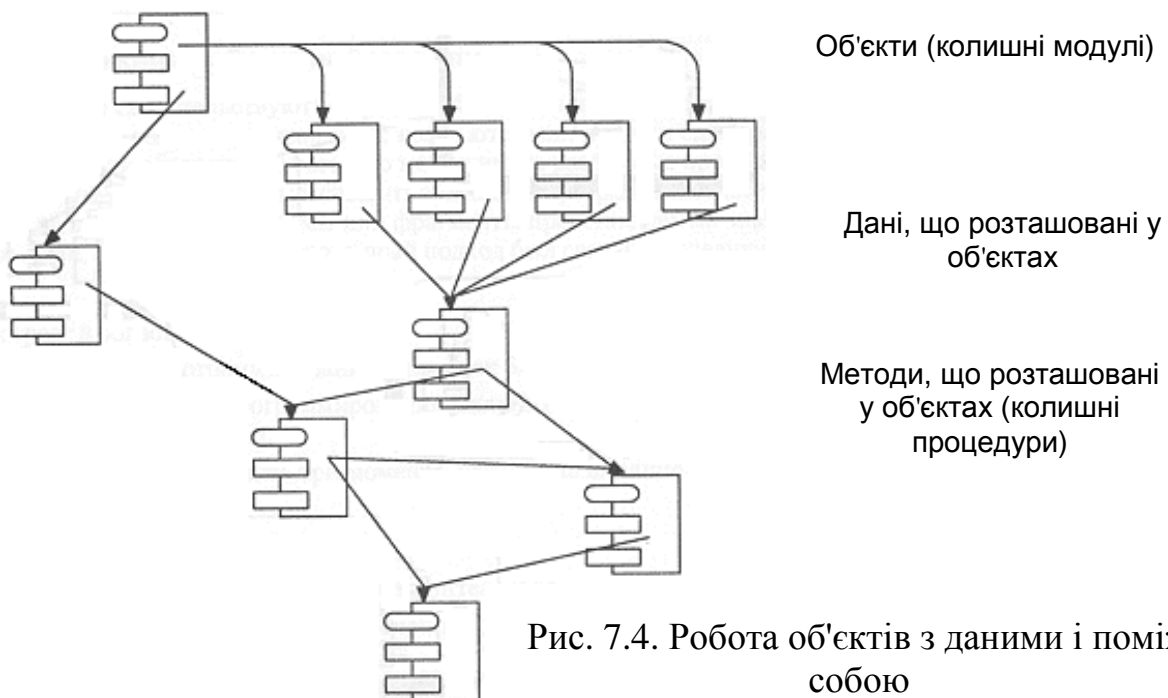 Об'єкти (колишні модулі)
Дані, що розташовані у
об'єктах
Методи, що розташовані
у об'єктах (колишні
процедури)
Рис. 7.4. Робота об'єктів з даними і поміж
собою